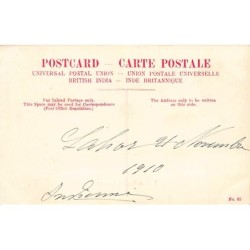 POSTCARD — CARTE POSTALE
UNIVERSAL POSTAL UNION — UNION POSTALE UNIVERSELLE
BRITISH INDIA — INDE BRITANNIQUE
For Inland Postage only.
This Space may be used for Correspondence
(Post Office Regulation.)
The Address only to be written
on this side.
Lahor 21 November
1910
No. 61